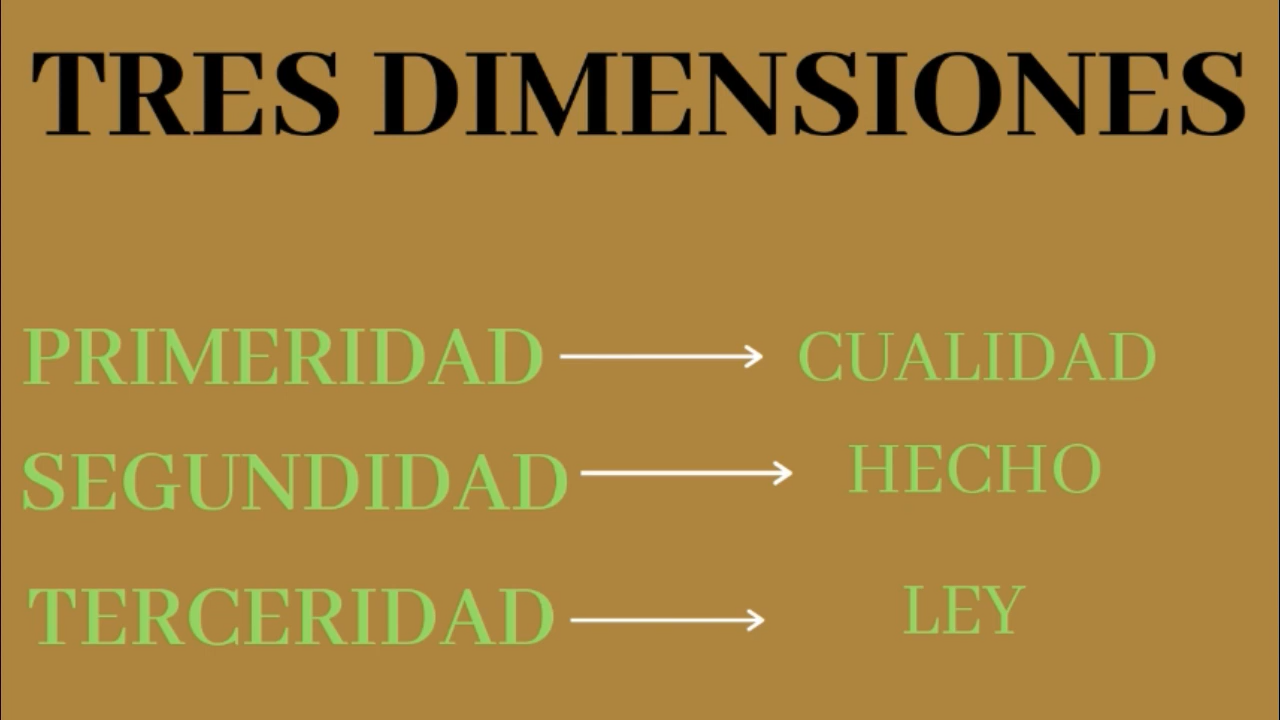 TRES DIMENSIONES
PRIMERIDAD → CUALIDAD
SEGUNDIDAD → HECHO
TERCERIDAD → LEY